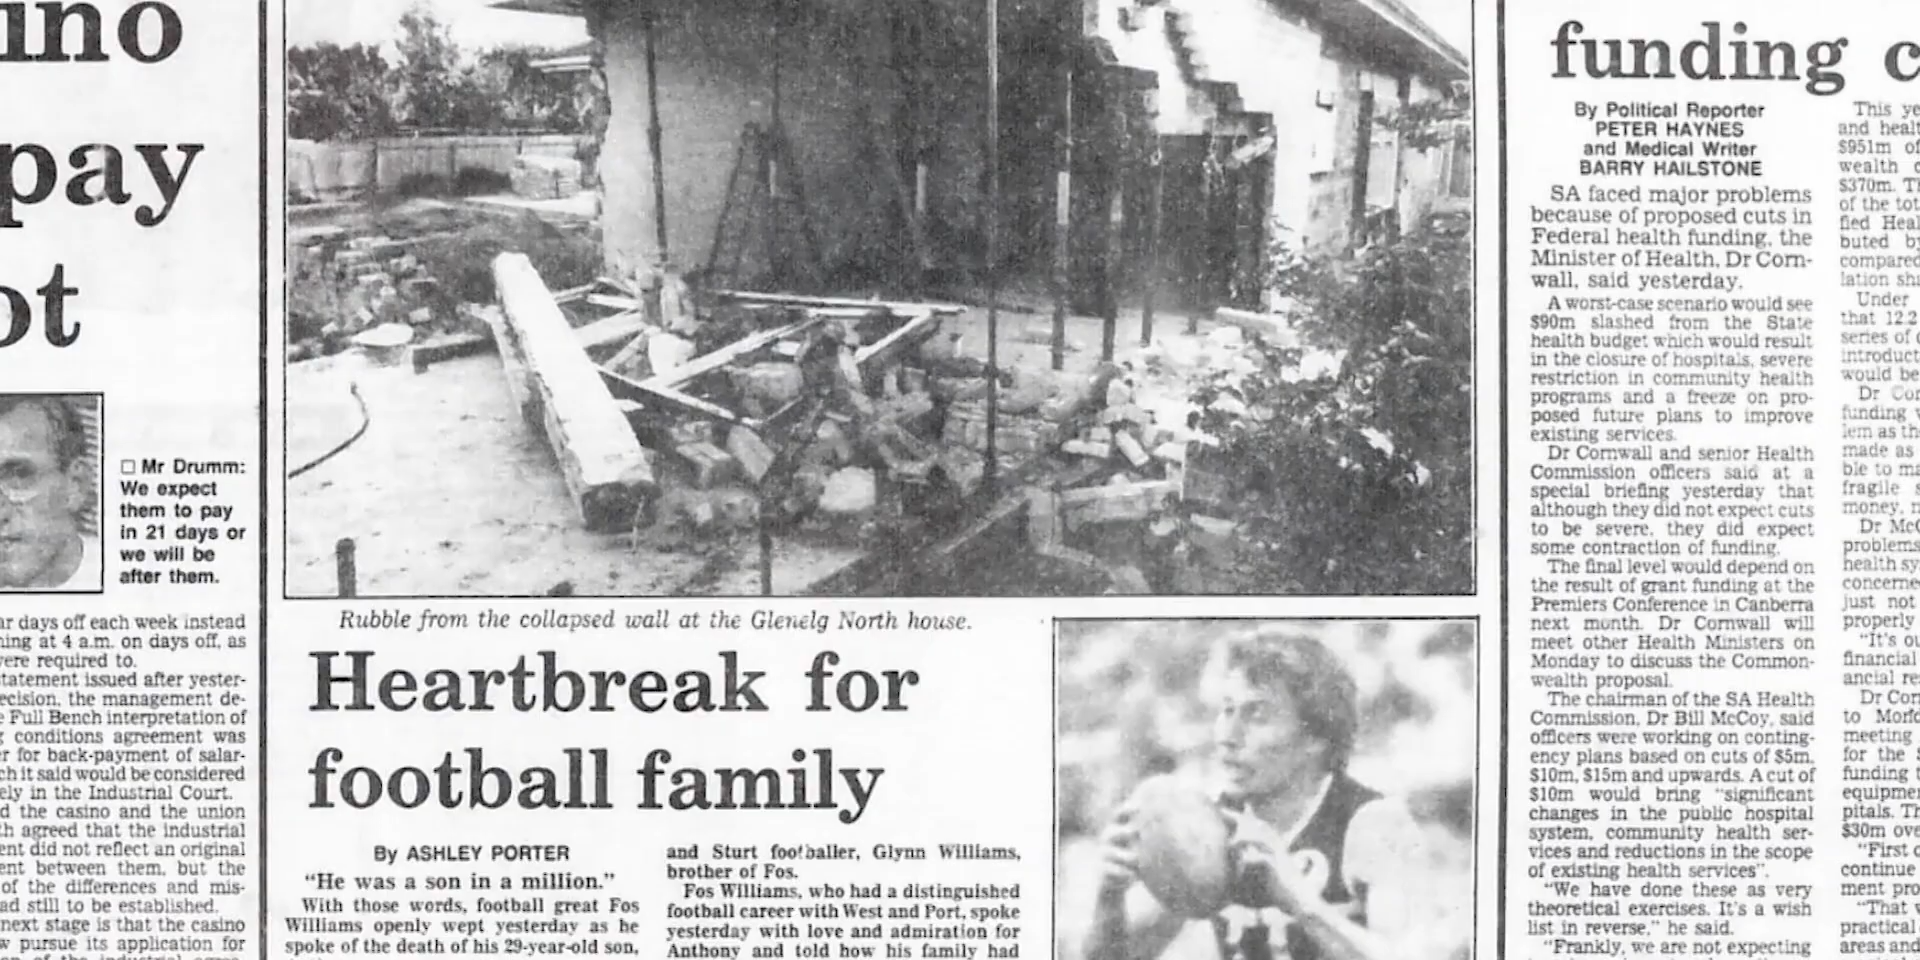 ino
pay
ot
□ Mr Drumm:
We expect
them to pay
in 21 days or
we will be
after them.
days off each week instead
at 4 a.m. on days off, as
were required to.
statement issued after yester-
decision, the management de-
Full Bench interpretation of
conditions agreement was
for back-payment of salar-
it said would be considered
in the Industrial Court.
the casino and the union
agreed that the industrial
did not reflect an original
between them, but the
of the differences and mis-
had still to be established.
next stage is that the casino
pursue its application for
Rubble from the collapsed wall at the Glenelg North house.
Heartbreak for
football family
By ASHLEY PORTER
"He was a son in a million."
With those words, football great Fos
Williams openly wept yesterday as he
spoke of the death of his 29-year-old son,
and Sturt footballer, Glynn Williams,
brother of Fos.
Fos Williams, who had a distinguished
football career with West and Port, spoke
yesterday with love and admiration for
Anthony and told how his family had
funding c
By Political Reporter
PETER HAYNES
and Medical Writer
BARRY HAILSTONE
SA faced major problems
because of proposed cuts in
Federal health funding, the
Minister of Health, Dr Corn-
wall, said yesterday.
A worst-case scenario would see
$90m slashed from the State
health budget which would result
in the closure of hospitals, severe
restriction in community health
programs and a freeze on pro-
posed future plans to improve
existing services.
Dr Cornwall and senior Health
Commission officers said at a
special briefing yesterday that
although they did not expect cuts
to be severe, they did expect
some contraction of funding.
The final level would depend on
the result of grant funding at the
Premiers Conference in Canberra
next month. Dr Cornwall will
meet other Health Ministers on
Monday to discuss the Common-
wealth proposal.
The chairman of the SA Health
Commission, Dr Bill McCoy, said
officers were working on conting-
ency plans based on cuts of $5m,
$10m, $15m and upwards. A cut of
$10m would bring "significant
changes in the public hospital
system, community health ser-
vices and reductions in the scope
of existing health services".
"We have done these as very
theoretical exercises. It's a wish
list in reverse," he said.
"Frankly, we are not expecting
This ye
and healt
$951m of
wealth c
$370m. T
of the tot
fied Heal
buted by
compared
lation sha
Under
that 12.2
series of c
introduct
would be
Dr Cor
funding w
lem as th
made as
ble to ma
fragile s
money, n
Dr McC
problems
health sy
concerne
just not
properly
"It's ou
financial
ancial re
Dr Corn
to Morfo
meeting
for the
funding t
equipmen
pitals. Th
$30m ove
"First c
continue
ment pro
"That w
practical
areas and